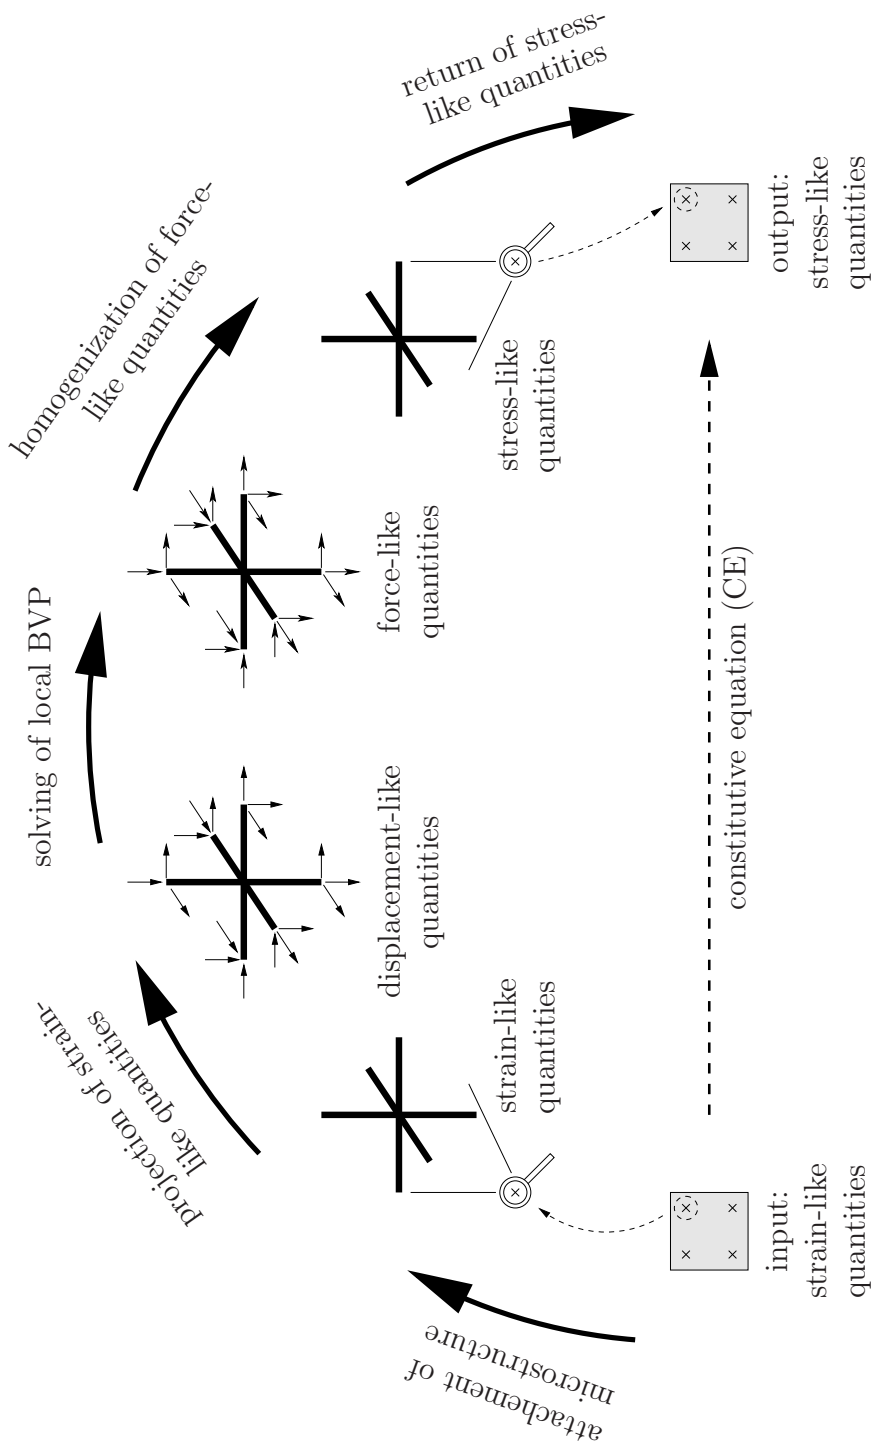 attachement of
microstructure
projection of strain-
like quantities
solving of local BVP
homogenization of force-
like quantities
return of stress-
like quantities
strain-like
quantities
displacement-like
quantities
force-like
quantities
stress-like
quantities
input:
strain-like
quantities
constitutive equation (CE)
output:
stress-like
quantities